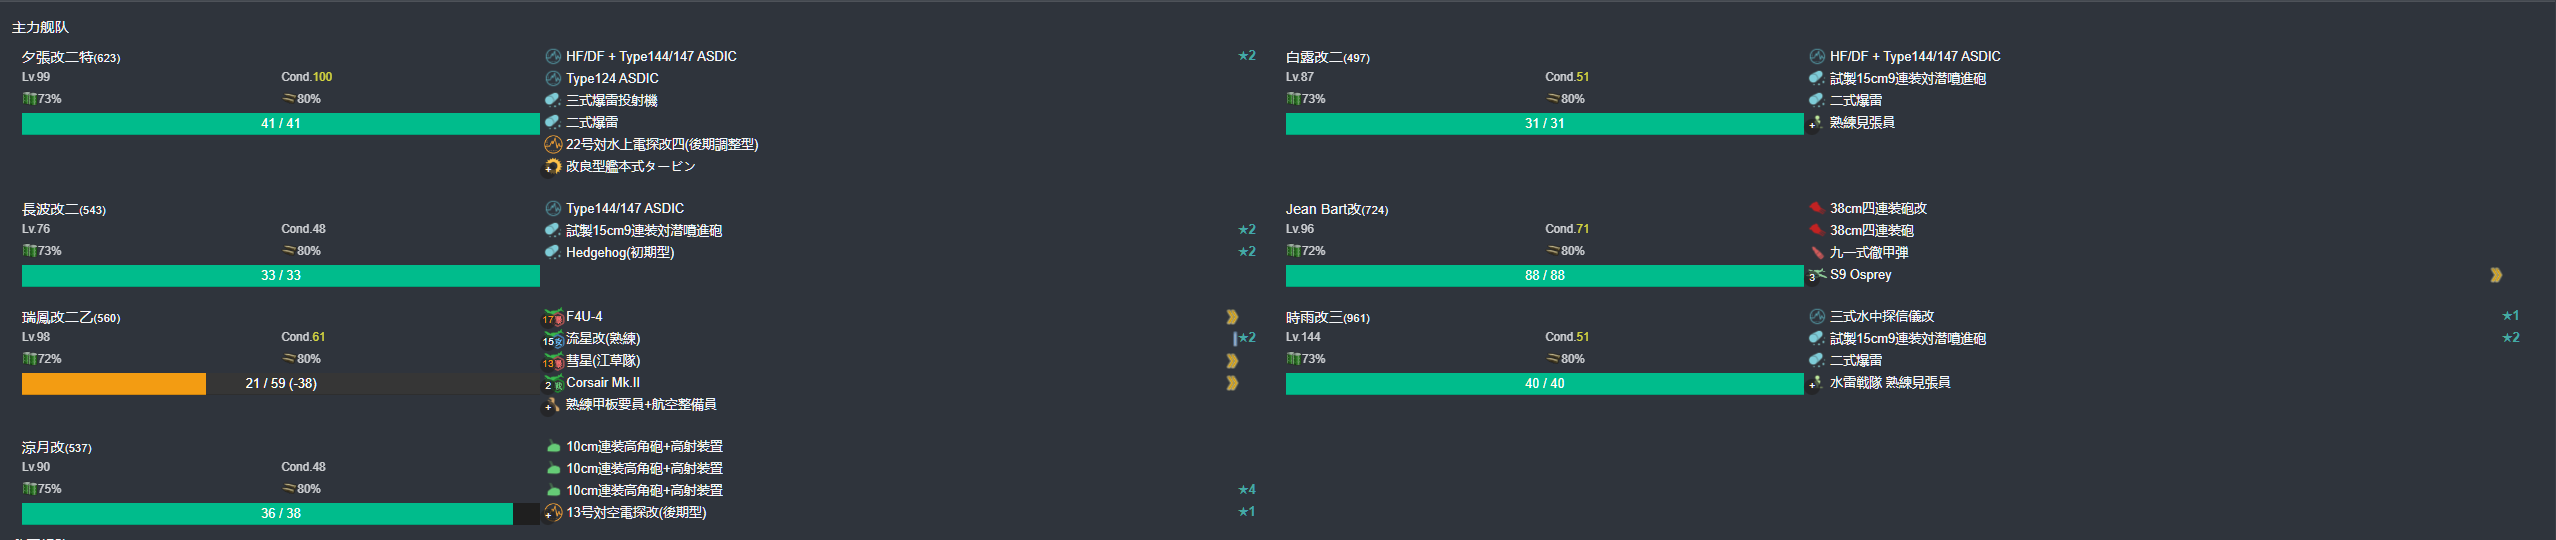 主力舰队
夕張改二特(623)
Lv.99 Cond.100
73% 80%
41 / 41
HF/DF + Type144/147 ASDIC ★2
Type124 ASDIC
三式爆雷投射機
二式爆雷
22号対水上電探改四(後期調整型)
+ 改良型艦本式タービン
白露改二(497)
Lv.87 Cond.51
73% 80%
31 / 31
HF/DF + Type144/147 ASDIC
試製15cm9連装対潜噴進砲
二式爆雷
+ 熟練見張員
長波改二(543)
Lv.76 Cond.48
73% 80%
33 / 33
Type144/147 ASDIC
試製15cm9連装対潜噴進砲 ★2
Hedgehog(初期型) ★2
Jean Bart改(724)
Lv.96 Cond.71
72% 80%
88 / 88
38cm四連装砲改
38cm四連装砲
九一式徹甲弾
3 S9 Osprey
瑞鳳改二乙(560)
Lv.98 Cond.61
72% 80%
21 / 59 (-38)
17 F4U-4
15 流星改(熟練) ★2
13 彗星(江草隊)
2 Corsair Mk.II
+ 熟練甲板要員+航空整備員
時雨改三(961)
Lv.144 Cond.51
73% 80%
40 / 40
三式水中探信儀改 ★1
試製15cm9連装対潜噴進砲 ★2
二式爆雷
+ 水雷戦隊 熟練見張員
涼月改(537)
Lv.90 Cond.48
75% 80%
36 / 38
10cm連装高角砲+高射装置
10cm連装高角砲+高射装置
10cm連装高角砲+高射装置 ★4
+ 13号対空電探改(後期型) ★1